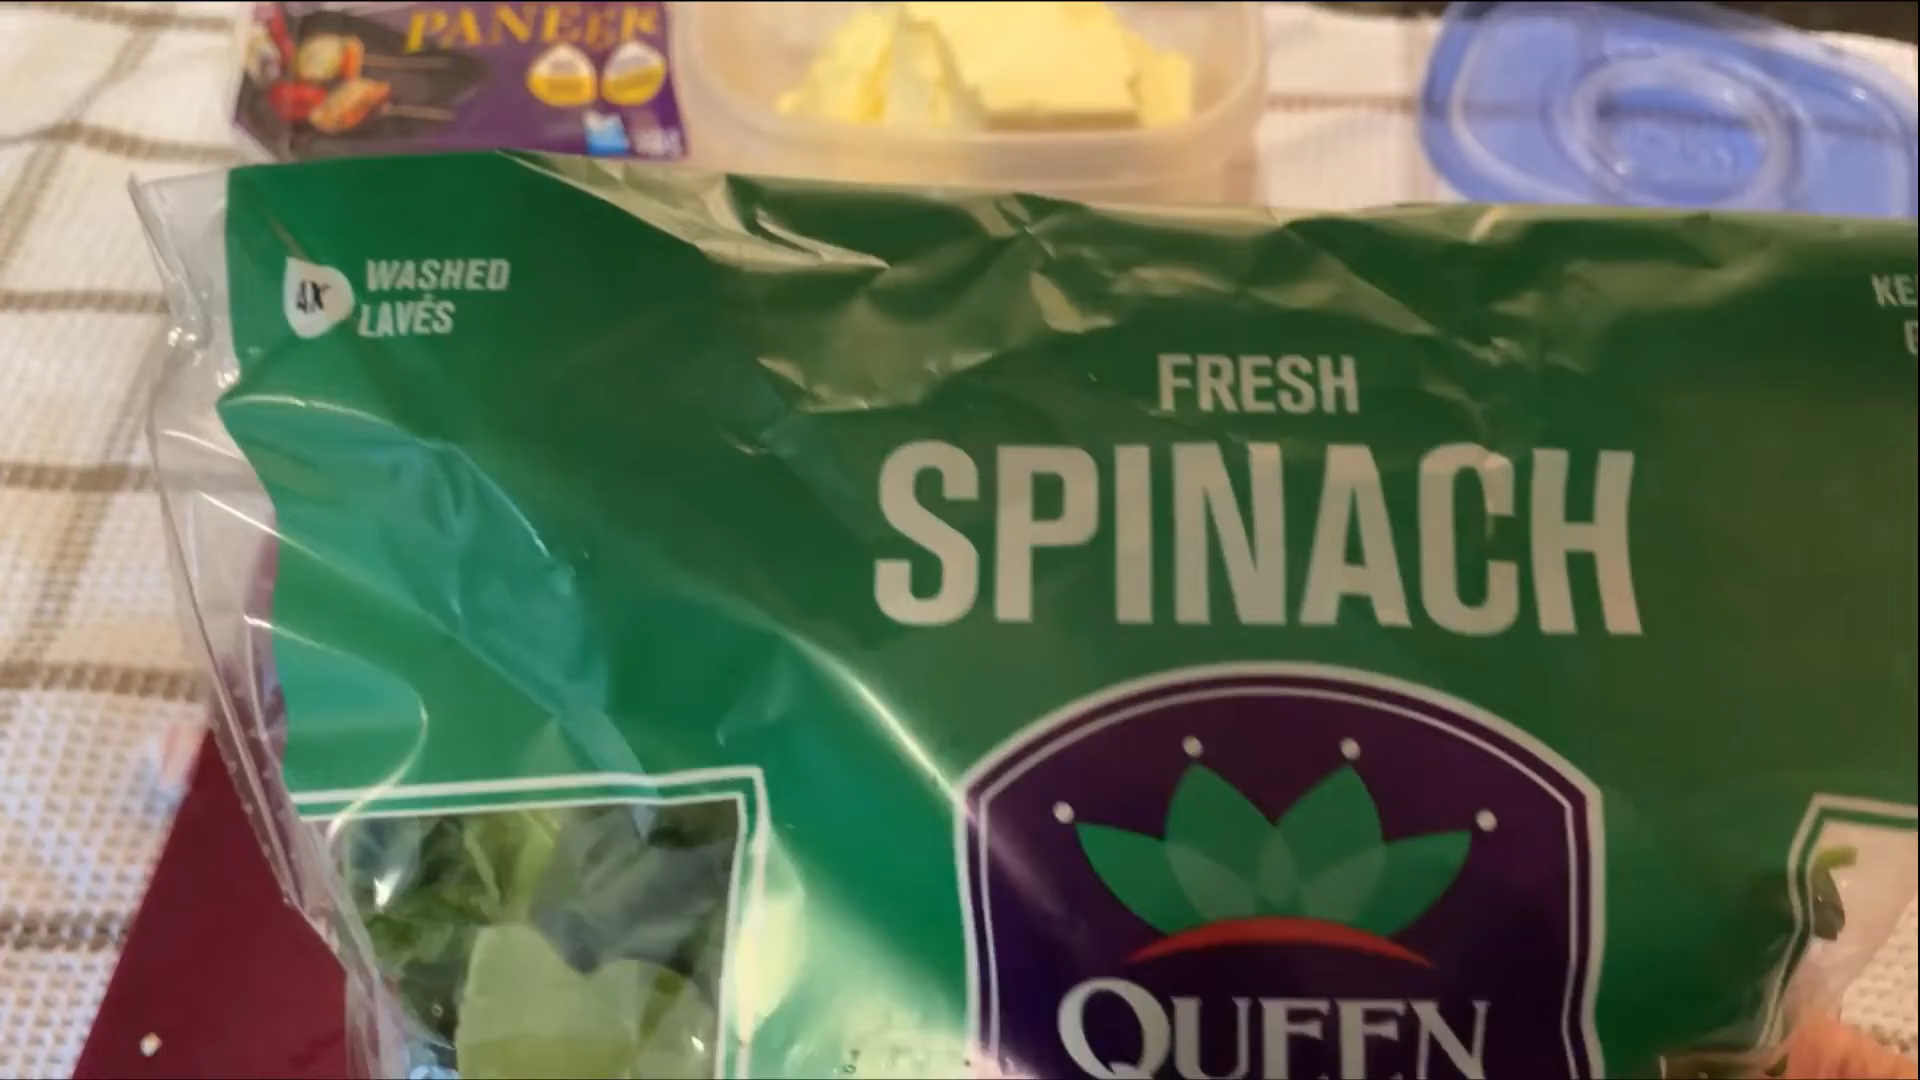 PANEER
4X
WASHED
LAVÉS
FRESH
SPINACH
QUEEN